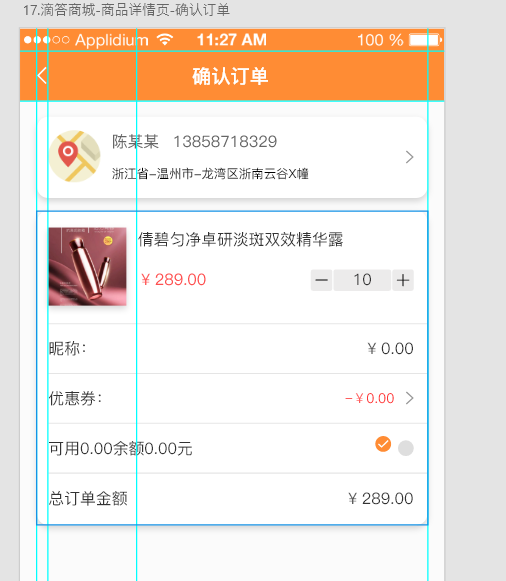 17.滴答商城-商品详情页-确认订单
Applidium 11:27 AM 100 %
确认订单
陈某某 13858718329
浙江省-温州市-龙湾区浙南云谷X幢
倩碧匀净卓研淡斑双效精华露
¥ 289.00
10
昵称：
¥ 0.00
优惠券：
-¥ 0.00
可用0.00余额0.00元
总订单金额
¥ 289.00